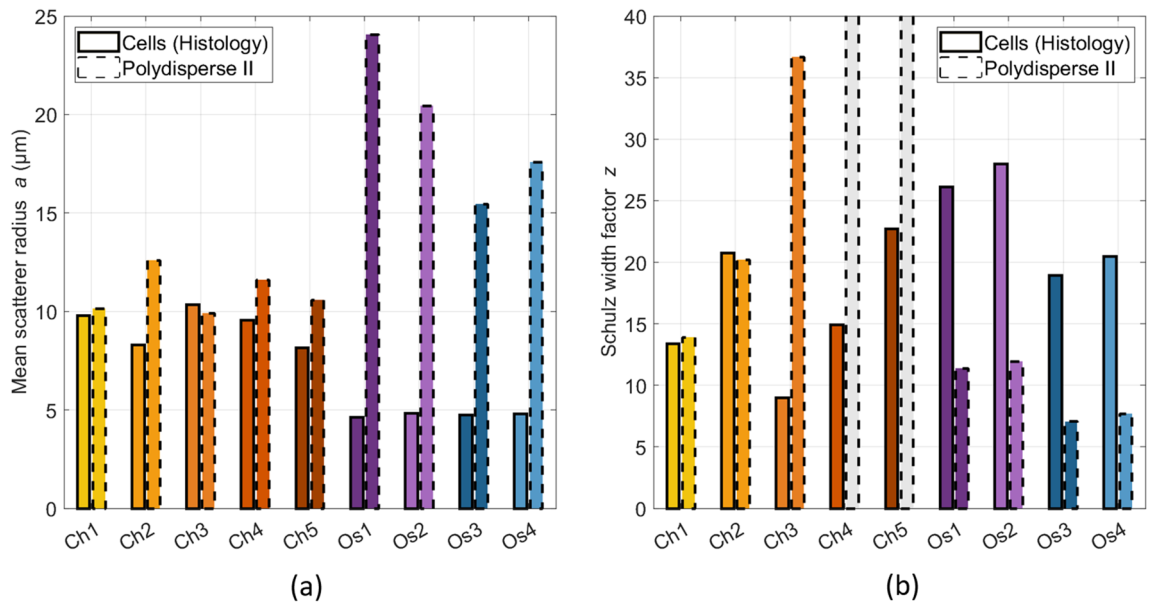 25
20
15
10
5
0
Mean scatterer radius a (µm)
Cells (Histology)
Polydisperse II
Ch1
Ch2
Ch3
Ch4
Ch5
Os1
Os2
Os3
Os4
(a)
40
35
30
25
20
15
10
5
0
Schulz width factor z
Cells (Histology)
Polydisperse II
Ch1
Ch2
Ch3
Ch4
Ch5
Os1
Os2
Os3
Os4
(b)